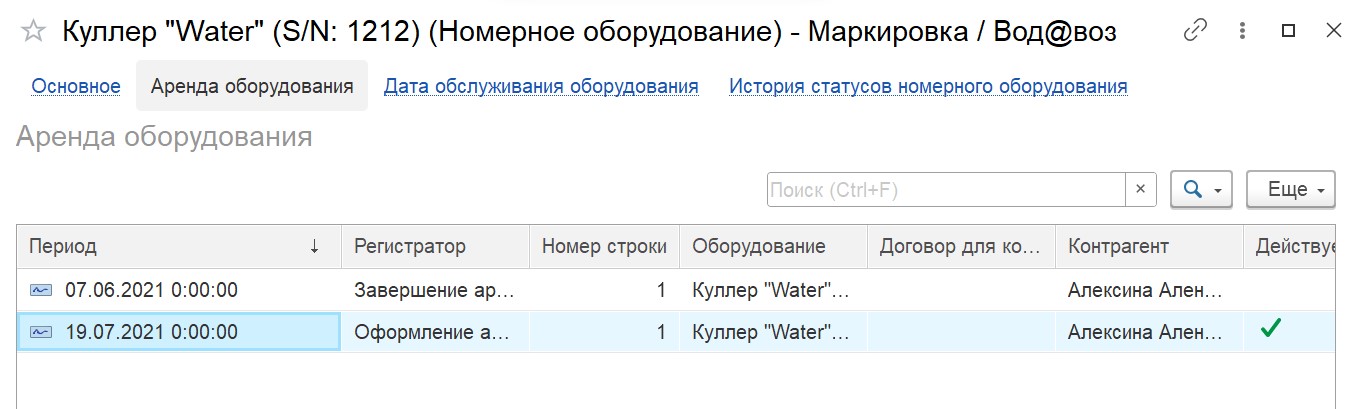 Куллер "Water" (S/N: 1212) (Номерное оборудование) - Маркировка / Вод@воз
Основное Аренда оборудования Дата обслуживания оборудования История статусов номерного оборудования
Аренда оборудования
Поиск (Ctrl+F) × Еще
Период ↓ Регистратор Номер строки Оборудование Договор для ко... Контрагент Действуе
07.06.2021 0:00:00 Завершение ар... 1 Куллер "Water"... Алексина Ален...
19.07.2021 0:00:00 Оформление а... 1 Куллер "Water"... Алексина Ален...